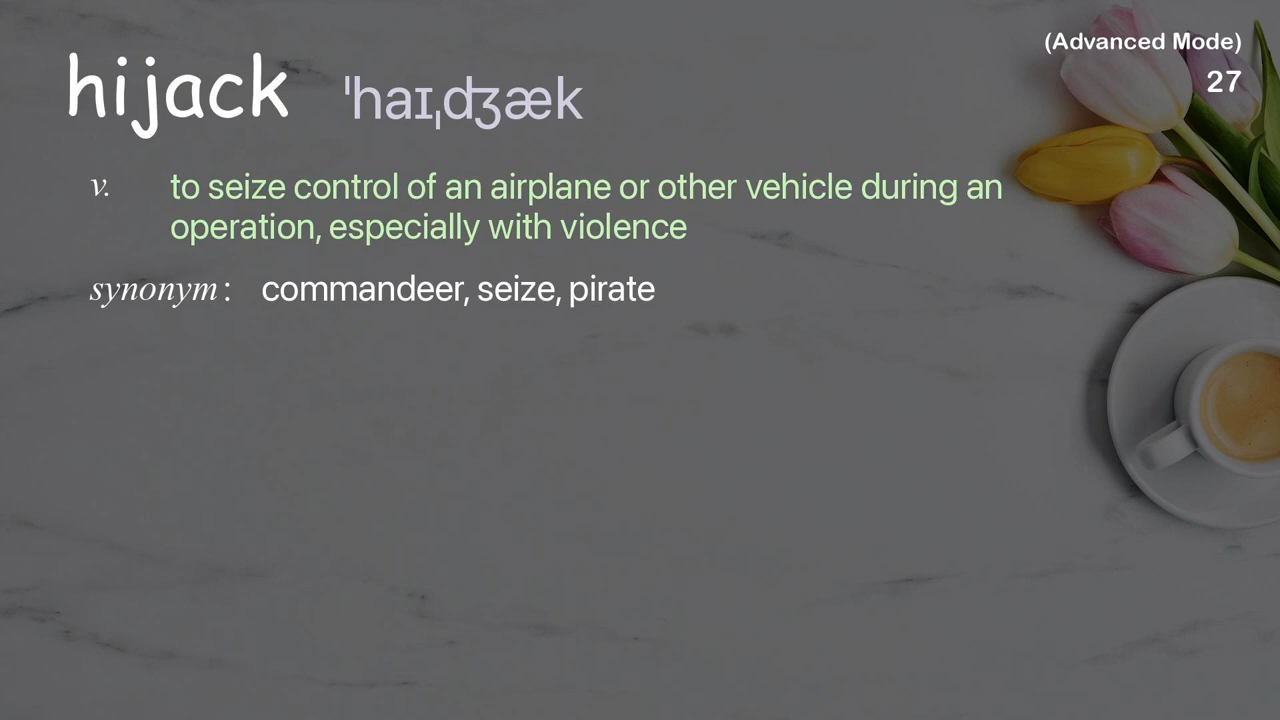 (Advanced Mode)
27
hijack ˈhaɪˌdʒæk
v. to seize control of an airplane or other vehicle during an
operation, especially with violence
synonym : commandeer, seize, pirate